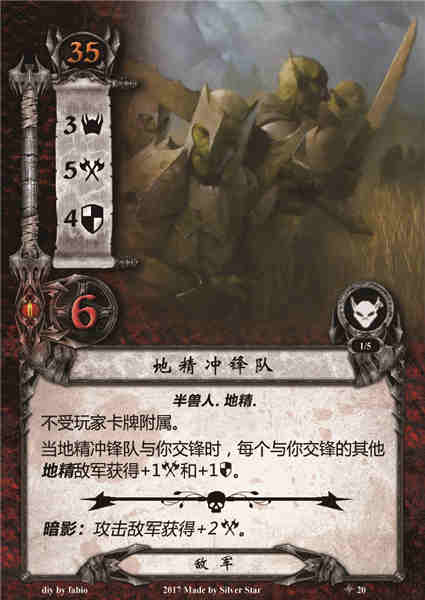 35
3
5
4
6
1/5
地精冲锋队
半兽人. 地精.
不受玩家卡牌附属。
当地精冲锋队与你交锋时，每个与你交锋的其他
地精敌军获得+1和+1。
暗影：攻击敌军获得+2。
敌军
diy by fabio 2017 Made by Silver Star 20